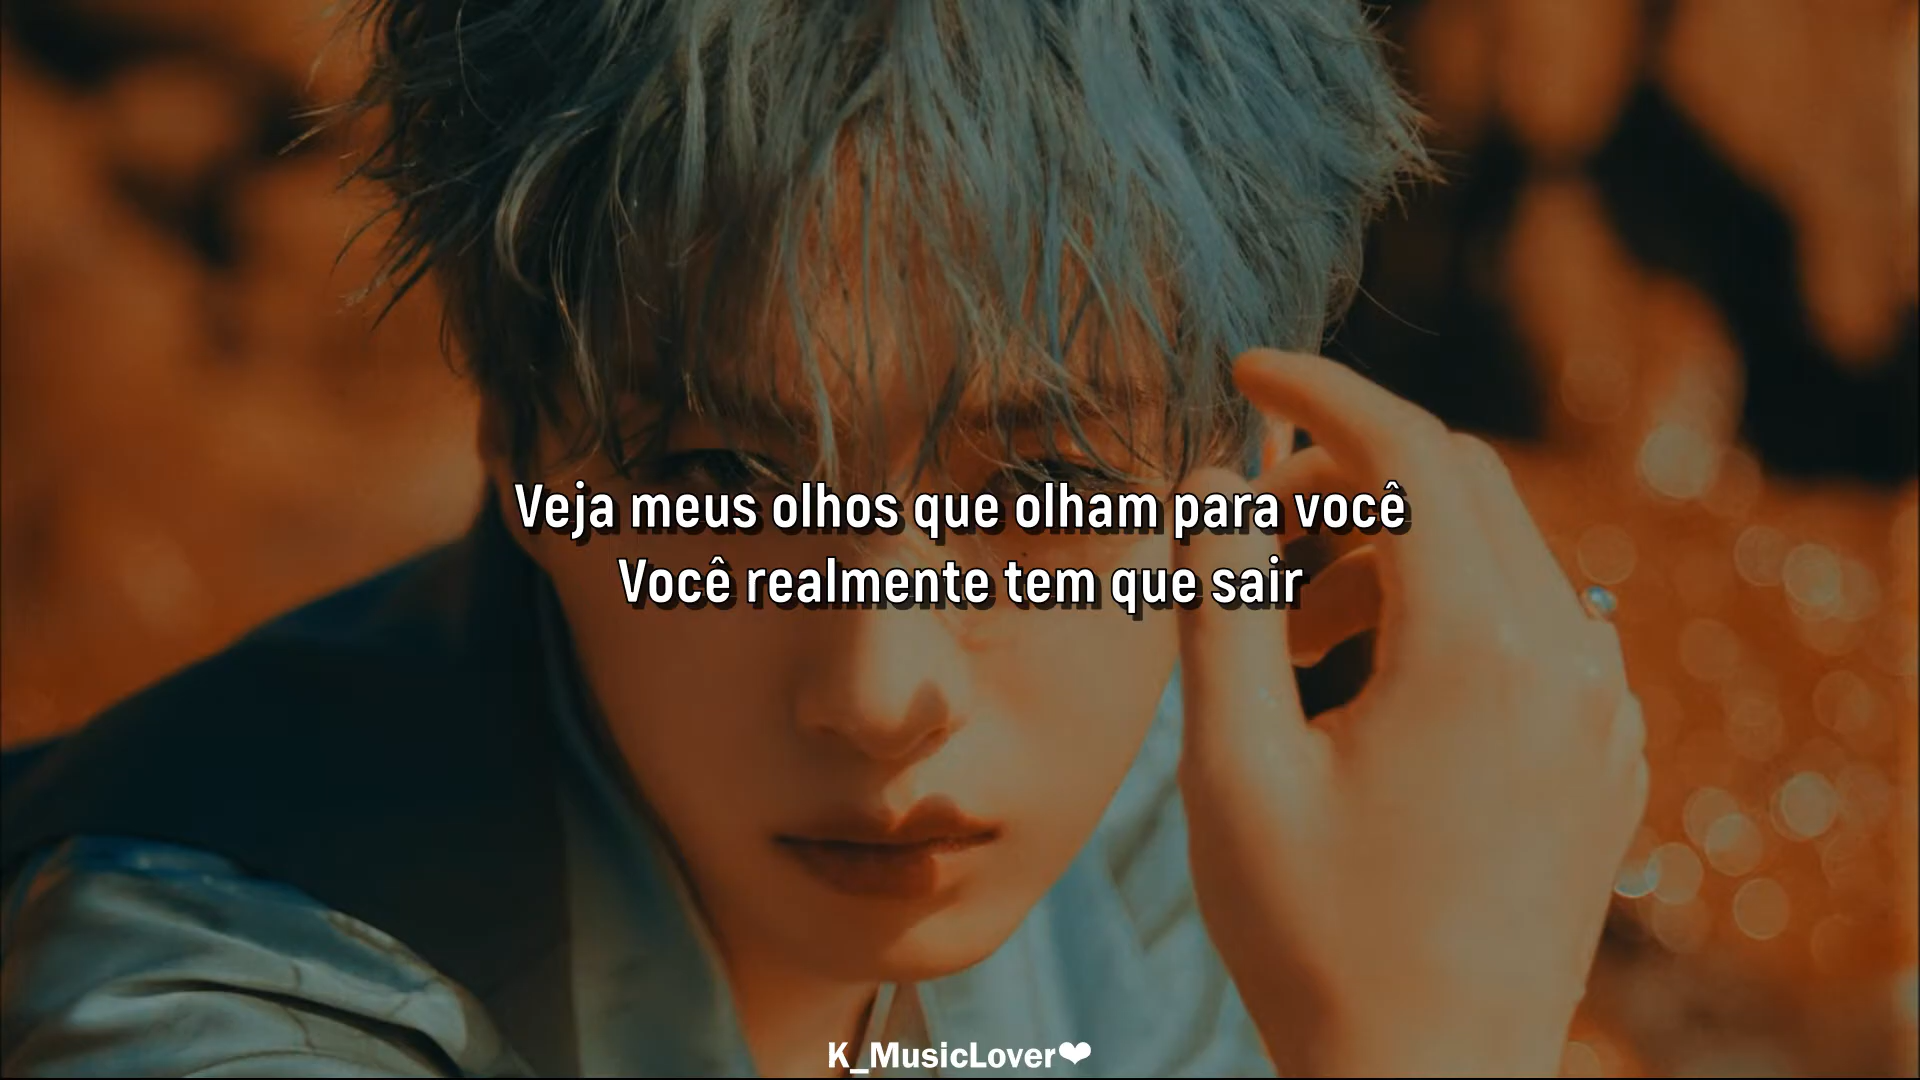 Veja meus olhos que olham para você
Você realmente tem que sair
K_MusicLover❤